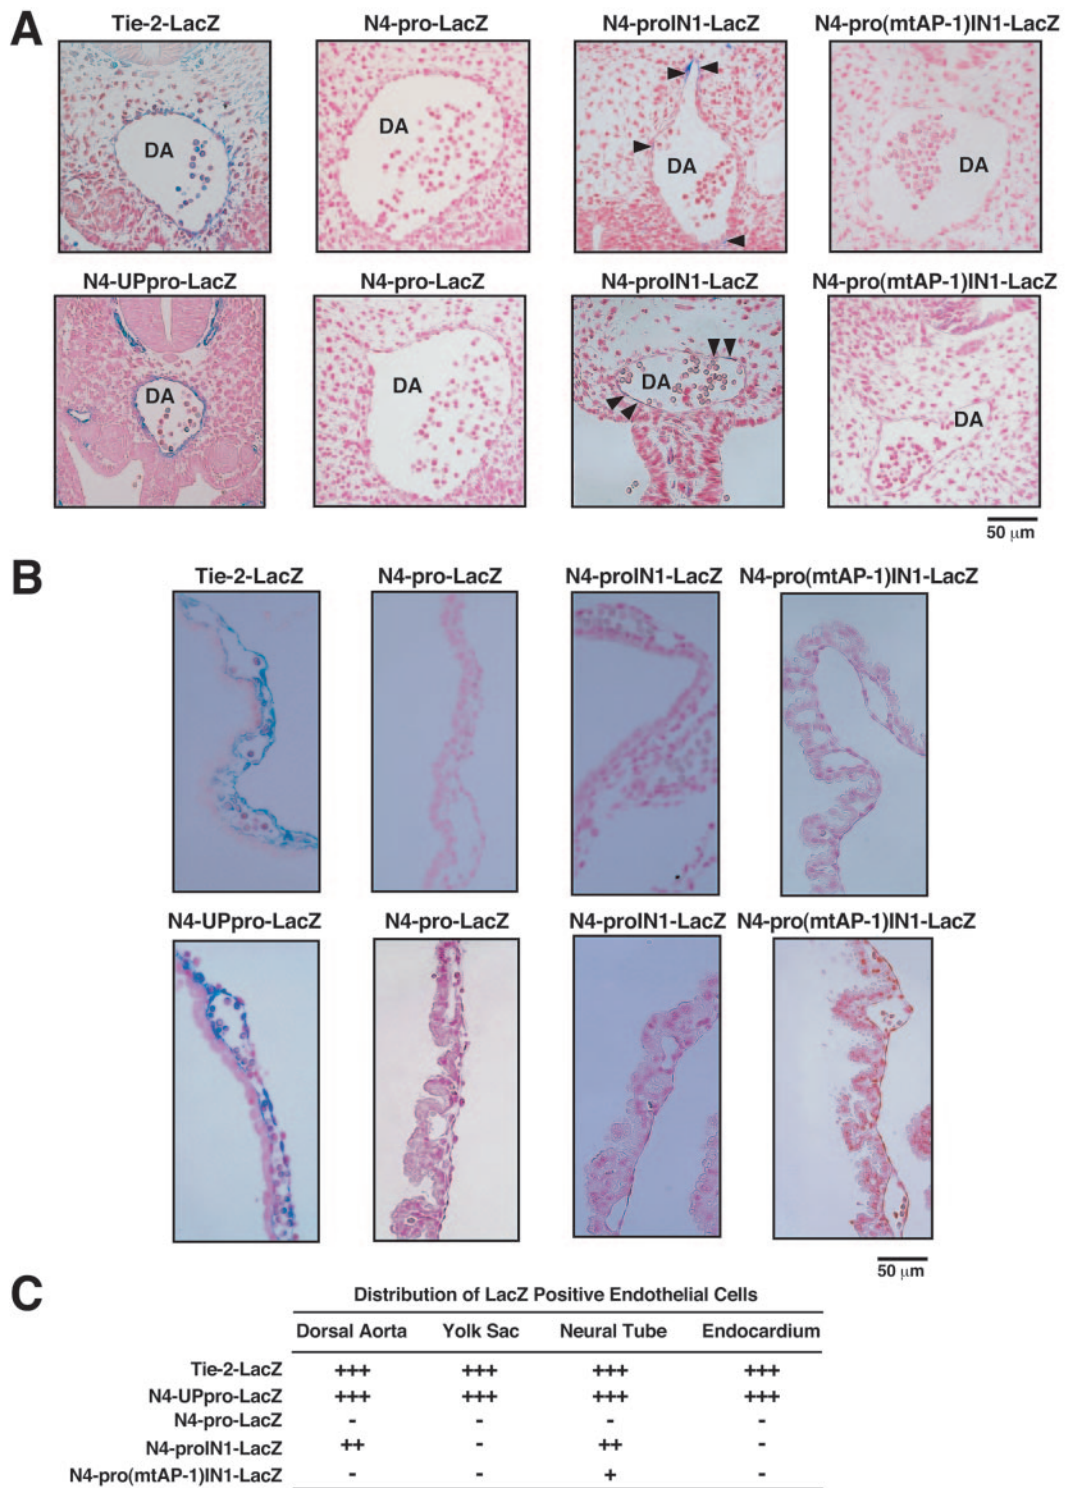 A
Tie-2-LacZ N4-pro-LacZ N4-proIN1-LacZ N4-pro(mtAP-1)IN1-LacZ
DA DA DA DA
N4-UPpro-LacZ N4-pro-LacZ N4-proIN1-LacZ N4-pro(mtAP-1)IN1-LacZ
DA DA DA DA
50 μm
B
Tie-2-LacZ N4-pro-LacZ N4-proIN1-LacZ N4-pro(mtAP-1)IN1-LacZ
N4-UPpro-LacZ N4-pro-LacZ N4-proIN1-LacZ N4-pro(mtAP-1)IN1-LacZ
50 μm
C
Distribution of LacZ Positive Endothelial Cells
Dorsal Aorta Yolk Sac Neural Tube Endocardium
Tie-2-LacZ +++ +++ +++ +++
N4-UPpro-LacZ +++ +++ +++ +++
N4-pro-LacZ - - - -
N4-proIN1-LacZ ++ - ++ -
N4-pro(mtAP-1)IN1-LacZ - - + -